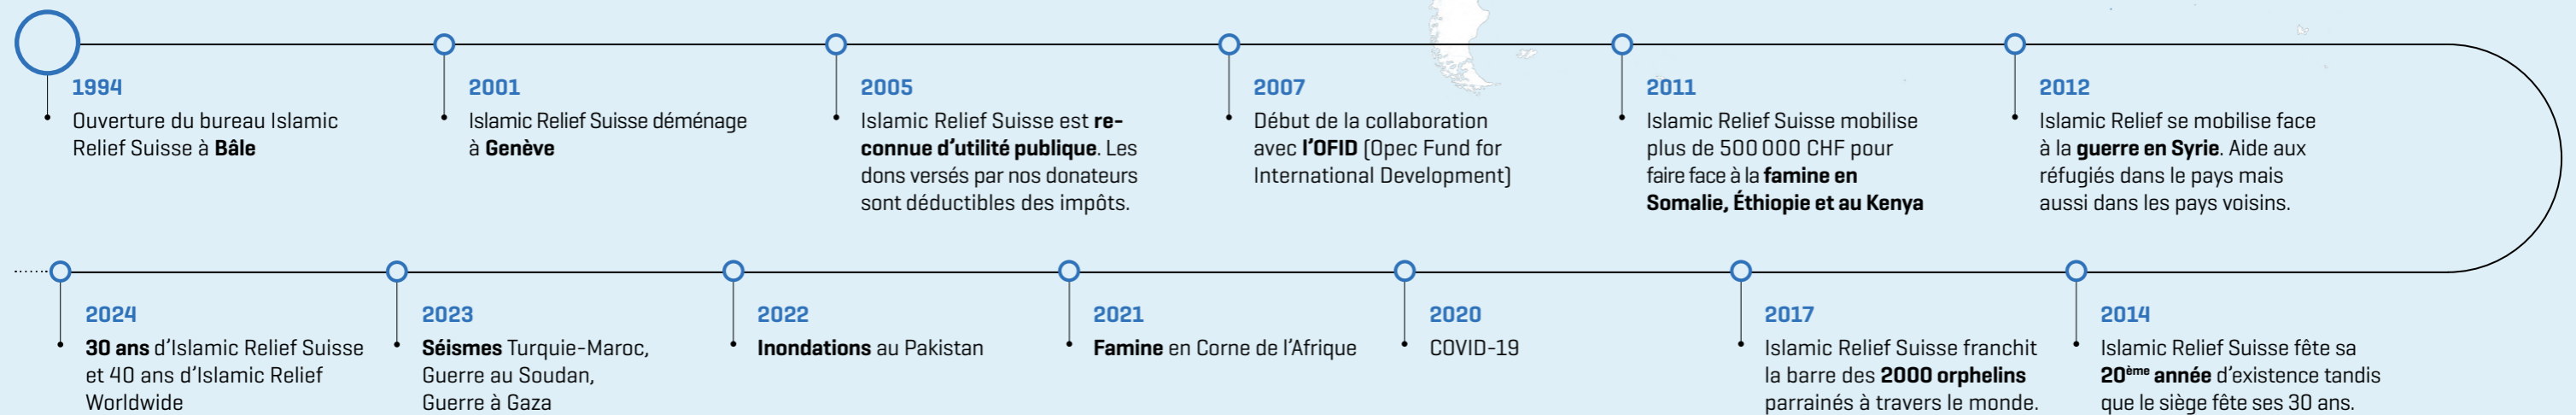 1994
Ouverture du bureau Islamic
Relief Suisse à Bâle
2001
Islamic Relief Suisse déménage
à Genève
2005
Islamic Relief Suisse est re-
connue d’utilité publique. Les
dons versés par nos donateurs
sont déductibles des impôts.
2007
Début de la collaboration
avec l’OFID (Opec Fund for
International Development)
2011
Islamic Relief Suisse mobilise
plus de 500 000 CHF pour
faire face à la famine en
Somalie, Éthiopie et au Kenya
2012
Islamic Relief se mobilise face
à la guerre en Syrie. Aide aux
réfugiés dans le pays mais
aussi dans les pays voisins.
2014
Islamic Relief Suisse fête sa
20ème année d’existence tandis
que le siège fête ses 30 ans.
2017
Islamic Relief Suisse franchit
la barre des 2000 orphelins
parrainés à travers le monde.
2020
COVID-19
2021
Famine en Corne de l’Afrique
2022
Inondations au Pakistan
2023
Séismes Turquie-Maroc,
Guerre au Soudan,
Guerre à Gaza
2024
30 ans d’Islamic Relief Suisse
et 40 ans d’Islamic Relief
Worldwide